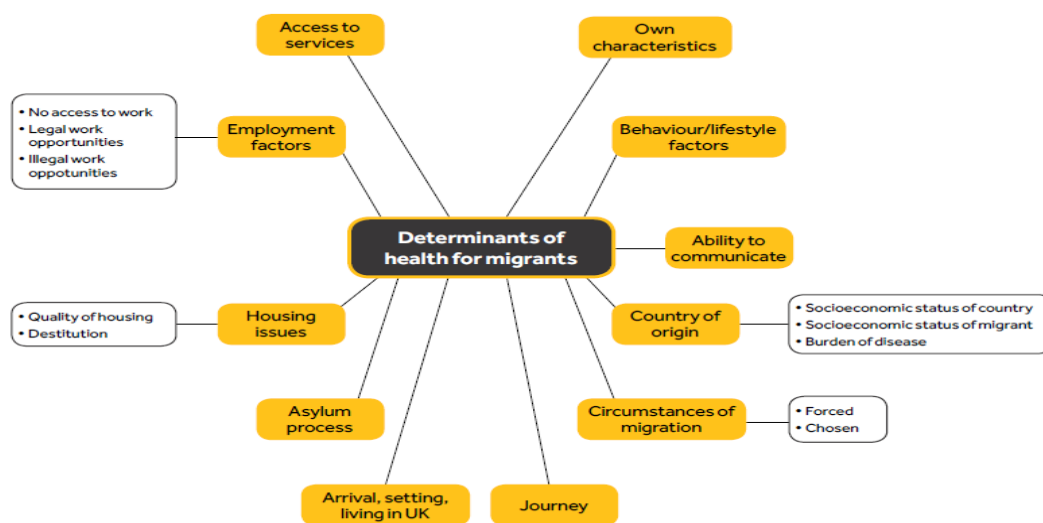 Access to
services
Own
characteristics
• No access to work
• Legal work
opportunities
• Illegal work
oppotunities
Employment
factors
Behaviour/lifestyle
factors
Determinants of
health for migrants
Ability to
communicate
• Quality of housing
• Destitution
Housing
issues
Country of
origin
• Socioeconomic status of country
• Socioeconomic status of migrant
• Burden of disease
Asylum
process
Circumstances of
migration
• Forced
• Chosen
Arrival, setting,
living in UK
Journey